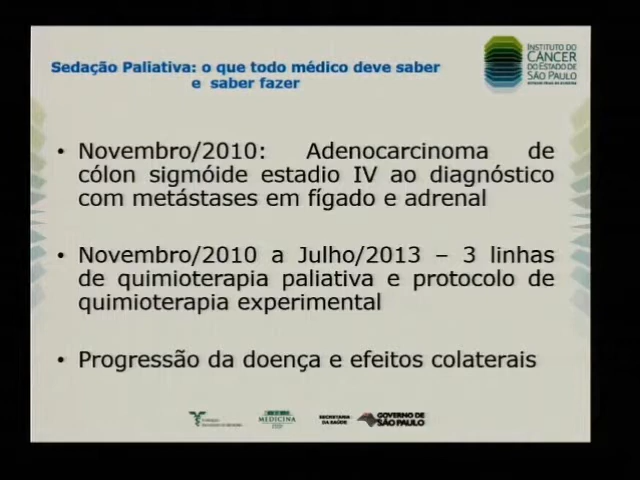 Sedação Paliativa: o que todo médico deve saber
e saber fazer
INSTITUTO DO
CÂNCER
DO ESTADO DE
SÃO PAULO
• Novembro/2010: Adenocarcinoma de
cólon sigmóide estadio IV ao diagnóstico
com metástases em fígado e adrenal
• Novembro/2010 a Julho/2013 – 3 linhas
de quimioterapia paliativa e protocolo de
quimioterapia experimental
• Progressão da doença e efeitos colaterais
MEDICINA
SECRETARIA
DA SAÚDE
GOVERNO DE
SÃO PAULO